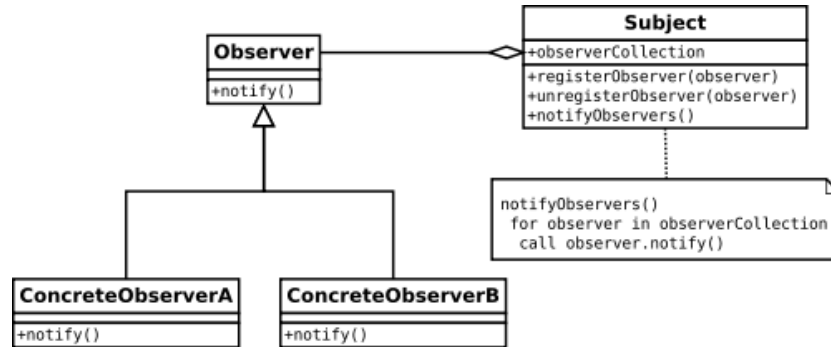 Subject
Observer
+observerCollection
+notify()
+registerObserver(observer)
+unregisterObserver(observer)
+notifyObservers()
notifyObservers()
for observer in observerCollection
call observer.notify()
ConcreteObserverA
+notify()
ConcreteObserverB
+notify()